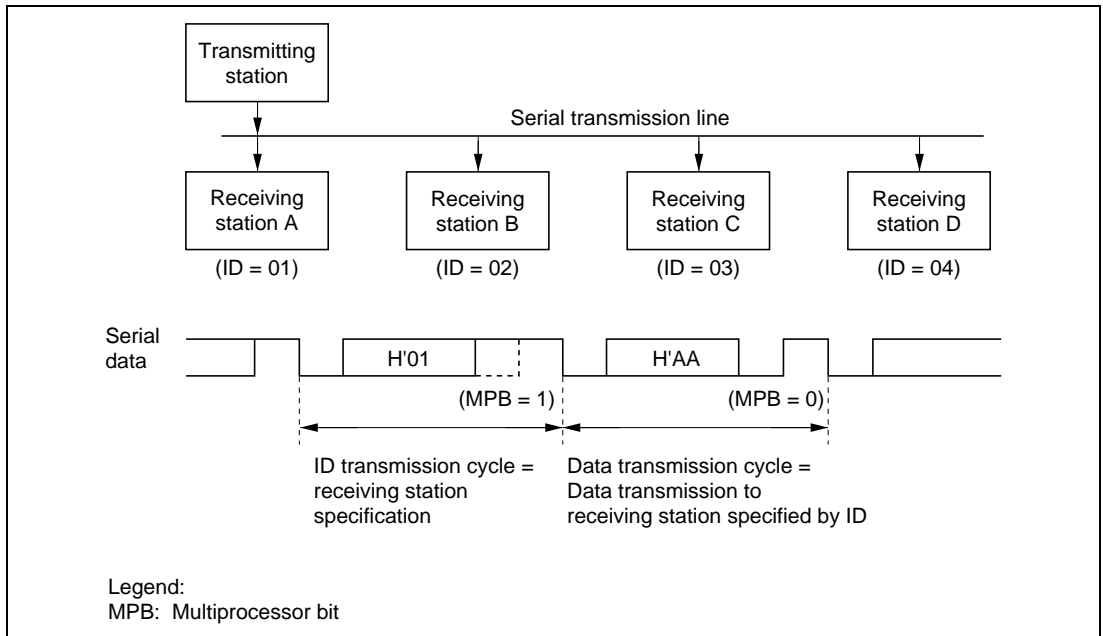 Transmitting
station
Serial transmission line
Receiving
station A
(ID = 01)
Receiving
station B
(ID = 02)
Receiving
station C
(ID = 03)
Receiving
station D
(ID = 04)
Serial
data
H'01
H'AA
(MPB = 1)
(MPB = 0)
ID transmission cycle =
receiving station
specification
Data transmission cycle =
Data transmission to
receiving station specified by ID
Legend:
MPB: Multiprocessor bit